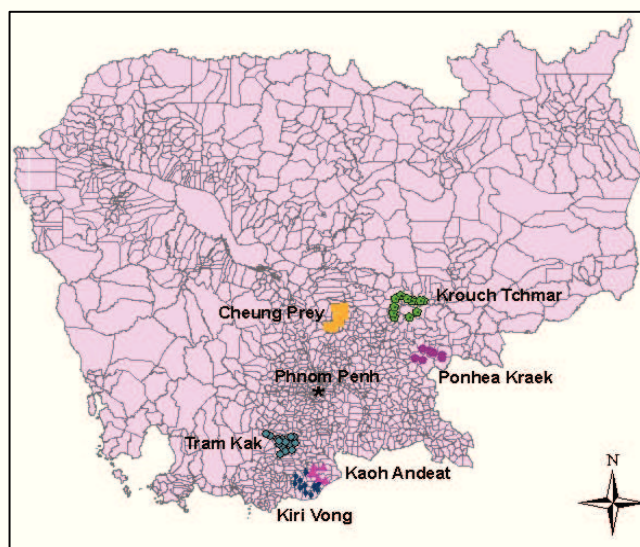 Krouch Tchmar
Cheung Prey
Ponhea Kraek
Phnom Penh
Tram Kak
Kaoh Andeat
Kiri Vong
N